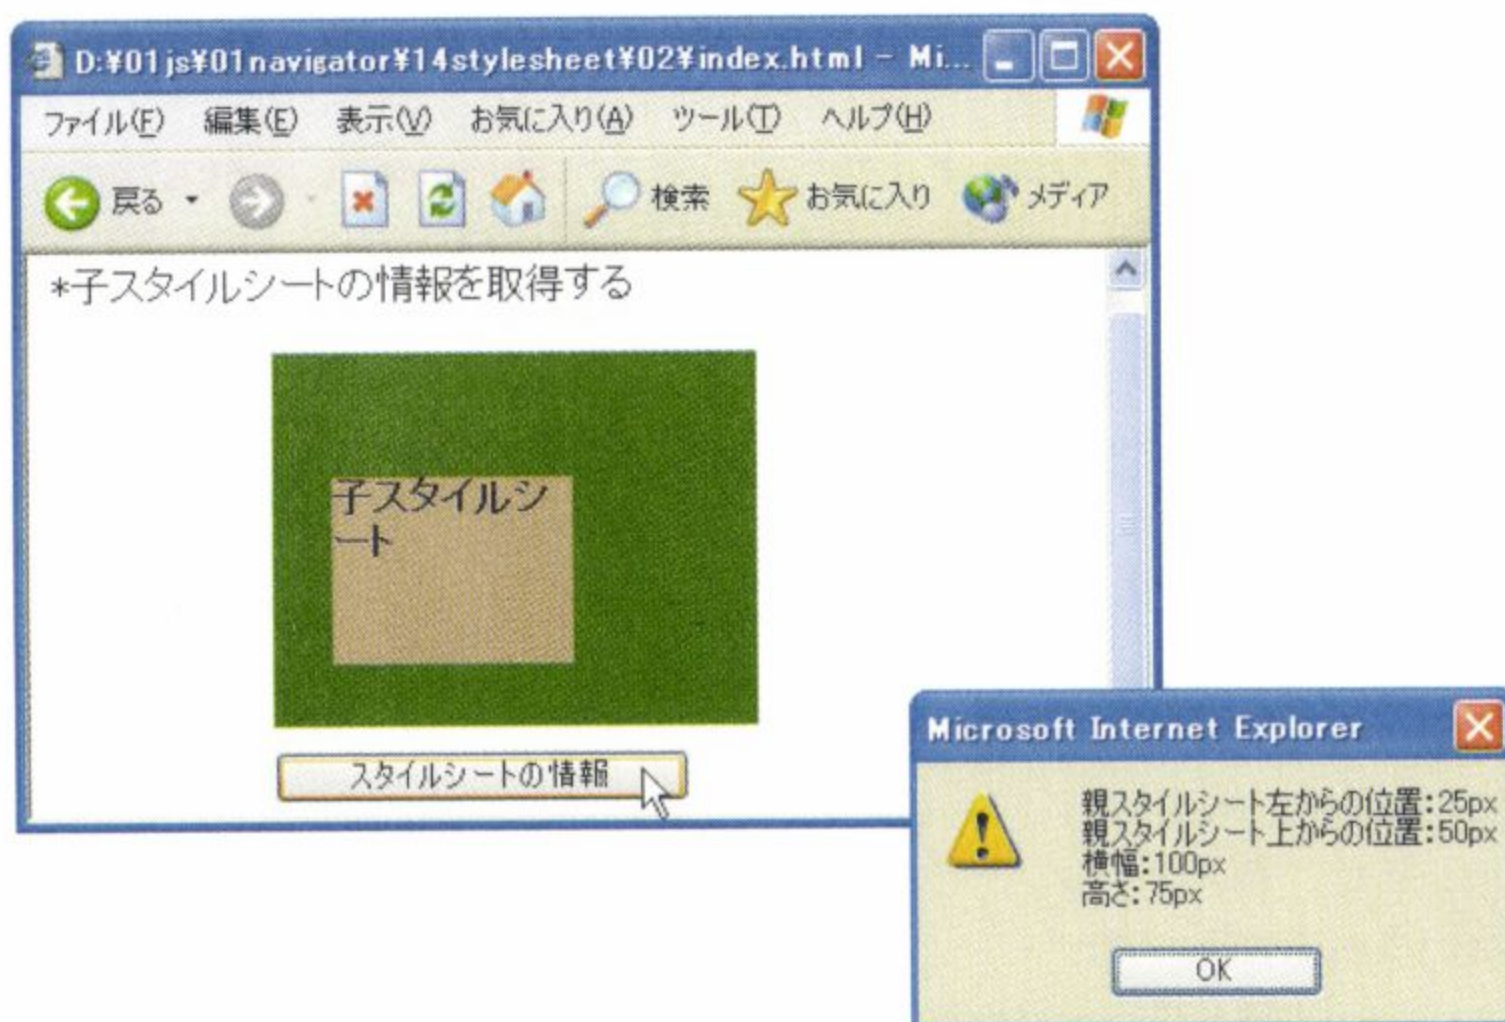 D:¥01js¥01navigator¥14stylesheet¥02¥index.html - Mi...
ファイル(F) 編集(E) 表示(V) お気に入り(A) ツール(T) ヘルプ(H)
戻る 検索 お気に入り メディア
*子スタイルシートの情報を取得する
子スタイルシ
ート
スタイルシートの情報
Microsoft Internet Explorer
親スタイルシート左からの位置:25px
親スタイルシート上からの位置:50px
横幅:100px
高さ:75px
OK